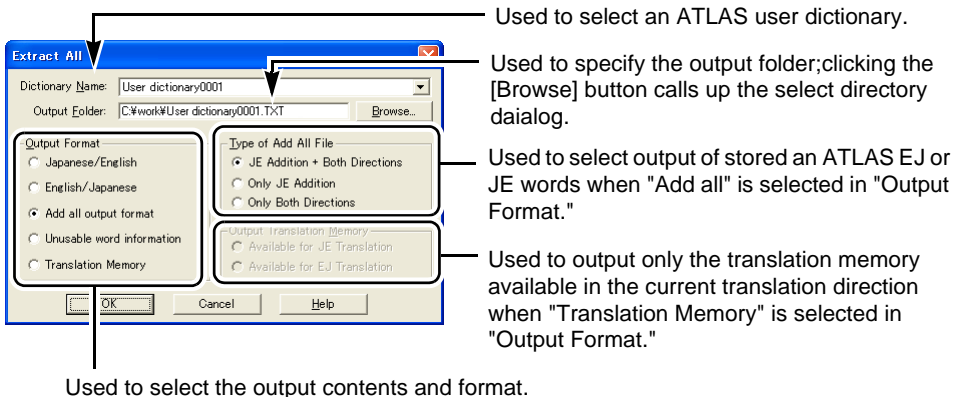 Used to select an ATLAS user dictionary.
Extract All
Dictionary Name: User dictionary0001
Output Folder: C:¥work¥User dictionary0001.TXT Browse...
Used to specify the output folder;clicking the
[Browse] button calls up the select directory
daialog.
Output Format
Japanese/English
English/Japanese
Add all output format
Unusable word information
Translation Memory
Type of Add All File
JE Addition + Both Directions
Only JE Addition
Only Both Directions
Used to select output of stored an ATLAS EJ or
JE words when "Add all" is selected in "Output
Format."
Output Translation Memory
Available for JE Translation
Available for EJ Translation
Used to output only the translation memory
available in the current translation direction
when "Translation Memory" is selected in
"Output Format."
OK Cancel Help
Used to select the output contents and format.